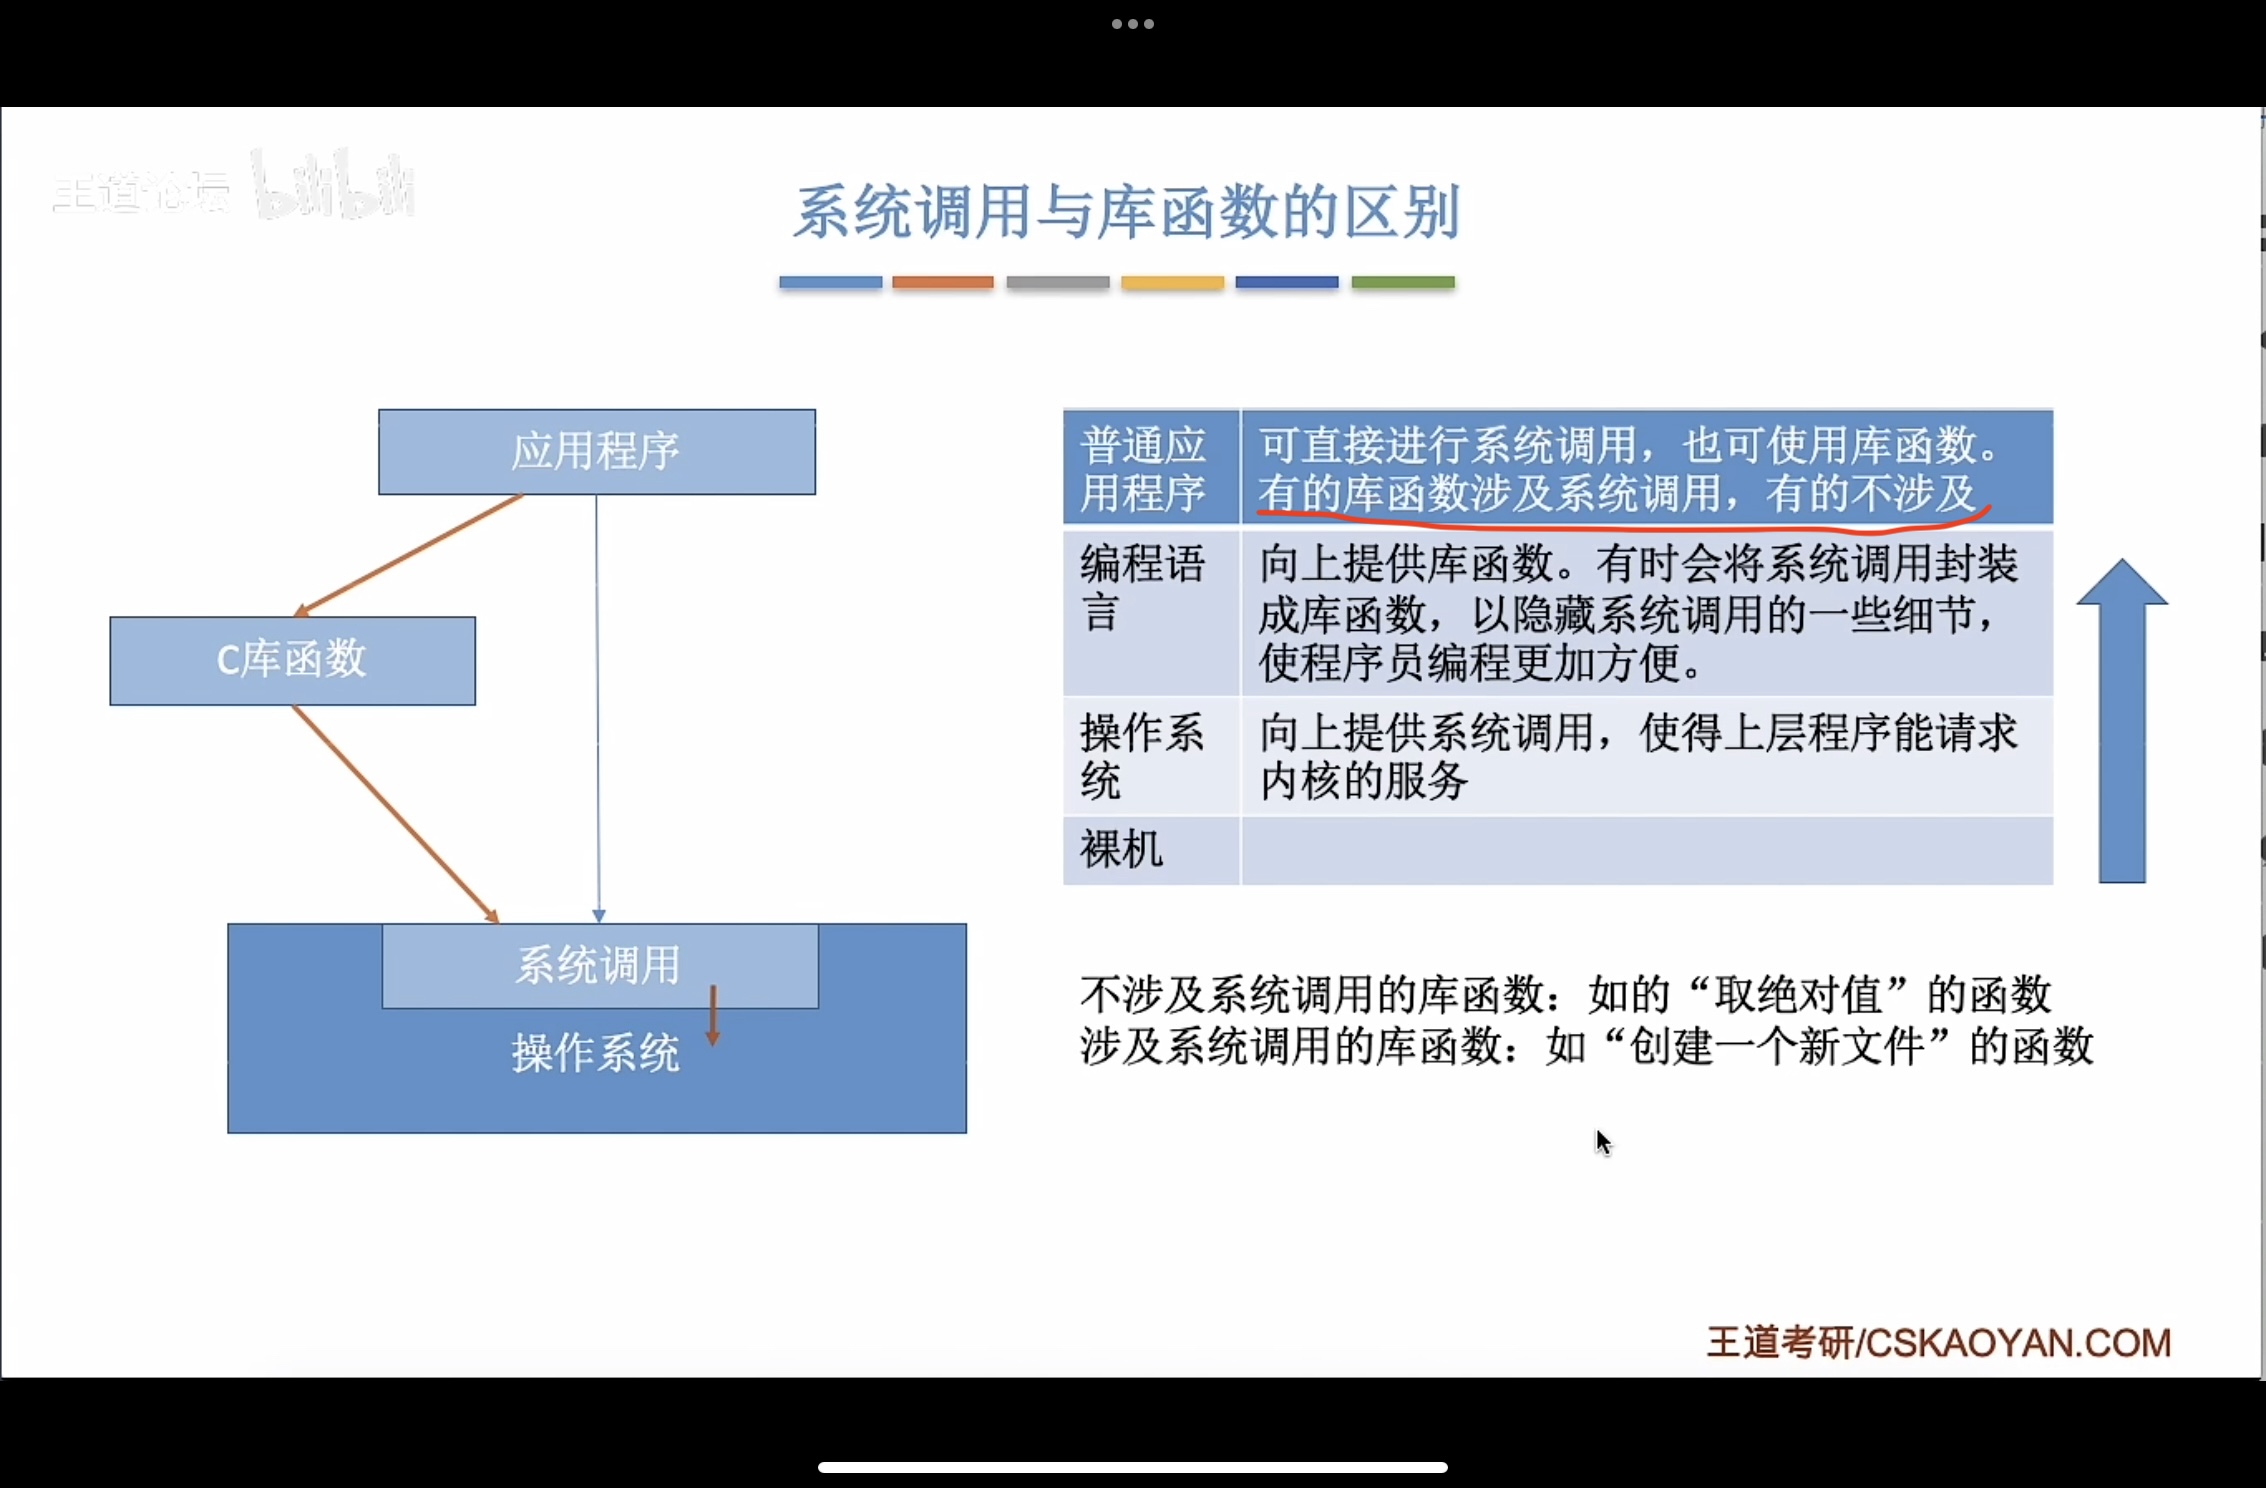 王道论坛 bilibili
系统调用与库函数的区别
应用程序
C库函数
系统调用
操作系统
普通应
用程序
可直接进行系统调用，也可使用库函数。
有的库函数涉及系统调用，有的不涉及
编程语
言
向上提供库函数。有时会将系统调用封装
成库函数，以隐藏系统调用的一些细节，
使程序员编程更加方便。
操作系
统
向上提供系统调用，使得上层程序能请求
内核的服务
裸机
不涉及系统调用的库函数：如的“取绝对值”的函数
涉及系统调用的库函数：如“创建一个新文件”的函数
王道考研/CSKAOYAN.COM